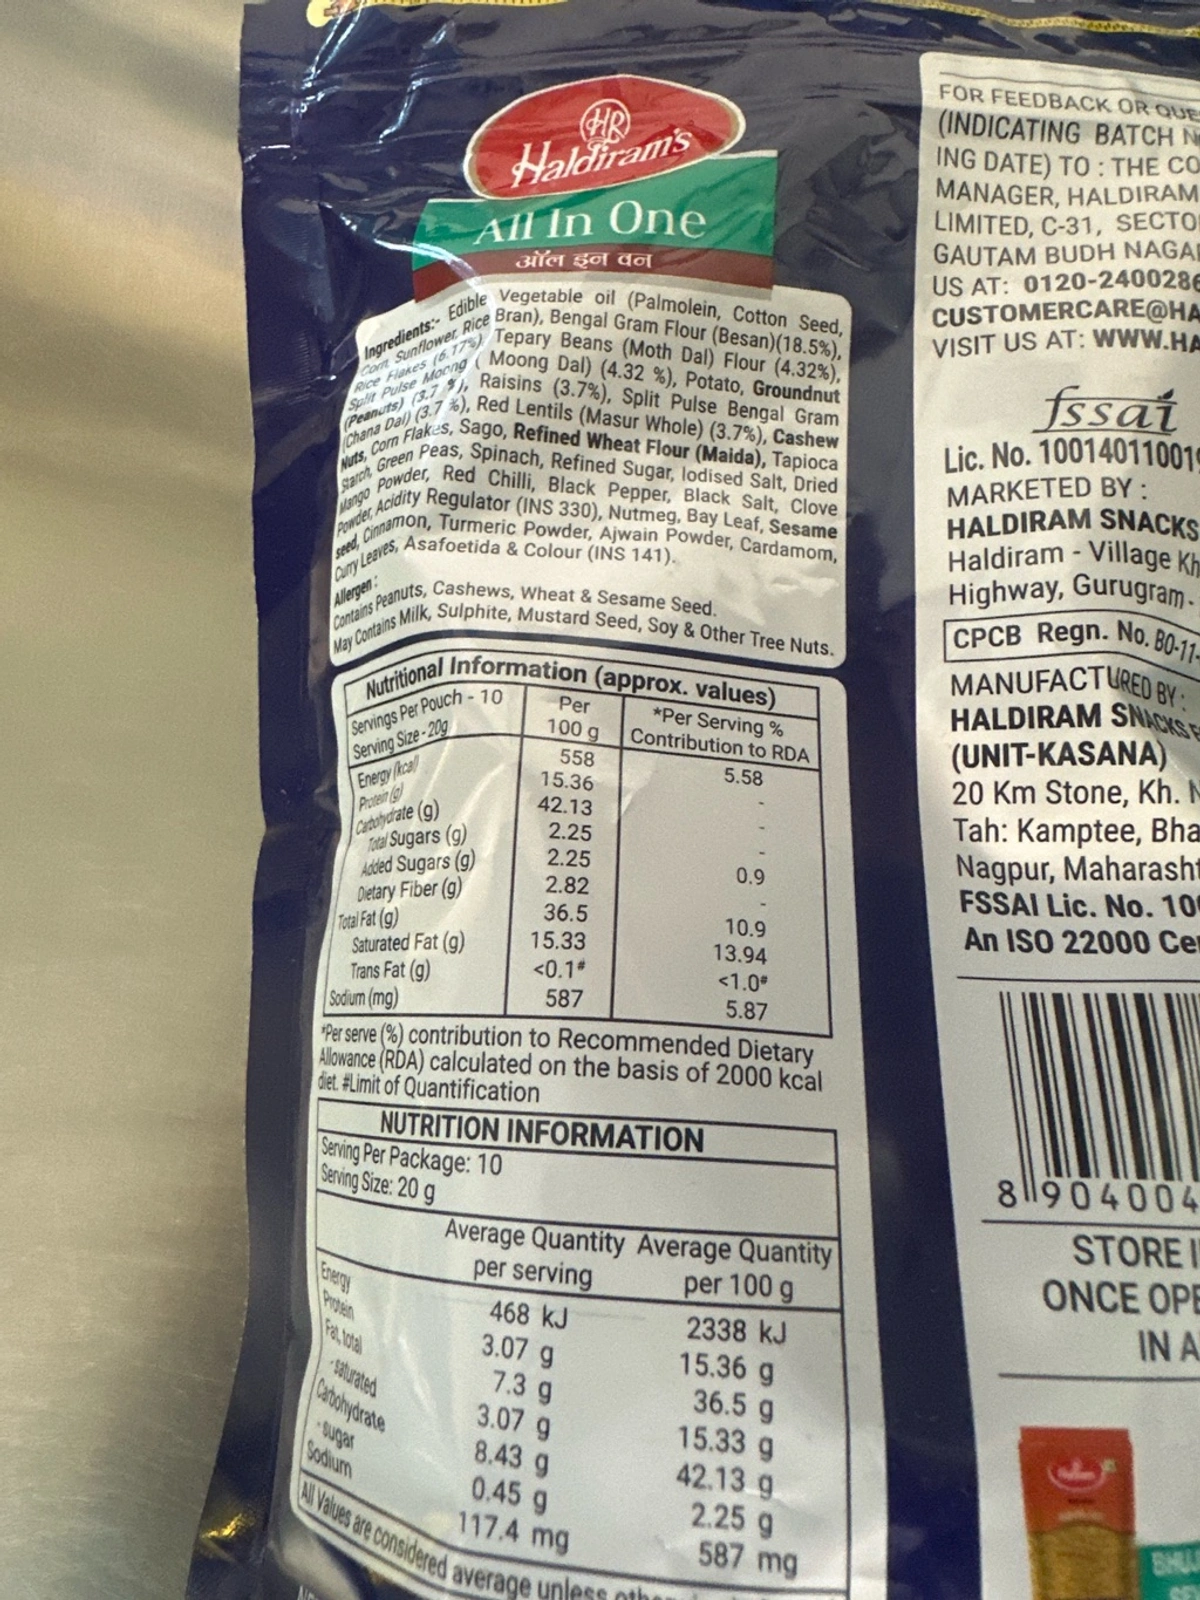 HR
Haldiram's
All In One
ऑल इन वन
Ingredients:- Edible Vegetable oil (Palmolein, Cotton Seed,
Corn, Sunflower, Rice Bran), Bengal Gram Flour (Besan)(18.5%),
Rice Flakes (6.17%), Tepary Beans (Moth Dal) Flour (4.32%),
Split Pulse Moong ( Moong Dal) (4.32 %), Potato, Groundnut
(Peanuts) (3.7 %), Raisins (3.7%), Split Pulse Bengal Gram
(Chana Dal) (3.7 %), Red Lentils (Masur Whole) (3.7%), Cashew
Nuts, Corn Flakes, Sago, Refined Wheat Flour (Maida), Tapioca
Starch, Green Peas, Spinach, Refined Sugar, Iodised Salt, Dried
Mango Powder, Red Chilli, Black Pepper, Black Salt, Clove
Powder, Acidity Regulator (INS 330), Nutmeg, Bay Leaf, Sesame
seed, Cinnamon, Turmeric Powder, Ajwain Powder, Cardamom,
Curry Leaves, Asafoetida & Colour (INS 141).
Allergen :
Contains Peanuts, Cashews, Wheat & Sesame Seed.
May Contains Milk, Sulphite, Mustard Seed, Soy & Other Tree Nuts.
Nutritional Information (approx. values)
Servings Per Pouch - 10
Serving Size - 20g
Per 100 g
*Per Serving % Contribution to RDA
Energy (kcal) 558 5.58
Protein (g) 15.36 -
Carbohydrate (g) 42.13 -
Total Sugars (g) 2.25 -
Added Sugars (g) 2.25 0.9
Dietary Fiber (g) 2.82 -
Total Fat (g) 36.5 10.9
Saturated Fat (g) 15.33 13.94
Trans Fat (g) <0.1# <1.0#
Sodium (mg) 587 5.87
*Per serve (%) contribution to Recommended Dietary
Allowance (RDA) calculated on the basis of 2000 kcal
diet. #Limit of Quantification
NUTRITION INFORMATION
Serving Per Package: 10
Serving Size: 20 g
Average Quantity per serving
Average Quantity per 100 g
Energy 468 kJ 2338 kJ
Protein 3.07 g 15.36 g
Fat, total 7.3 g 36.5 g
- saturated 3.07 g 15.33 g
Carbohydrate 8.43 g 42.13 g
- sugar 0.45 g 2.25 g
Sodium 117.4 mg 587 mg
All Values are considered average unless
FOR FEEDBACK OR
(INDICATING BATCH
ING DATE) TO : THE
MANAGER, HALDIRAM
LIMITED, C-31,
GAUTAM BUDH
US AT: 0120-2400286
CUSTOMERCARE@HA
VISIT US AT: WWW.HA
fssai
Lic. No. 10014011001
MARKETED BY :
HALDIRAM SNACKS
Haldiram - Village
Highway, Gurugram-
CPCB Regn. No. BO-11-
MANUFACTURED BY :
HALDIRAM SNACKS
(UNIT-KASANA)
20 Km Stone, Kh.
Tah: Kamptee,
Nagpur,
FSSAI Lic. No. 10
An ISO 22000
8 904004
STORE
ONCE
IN A